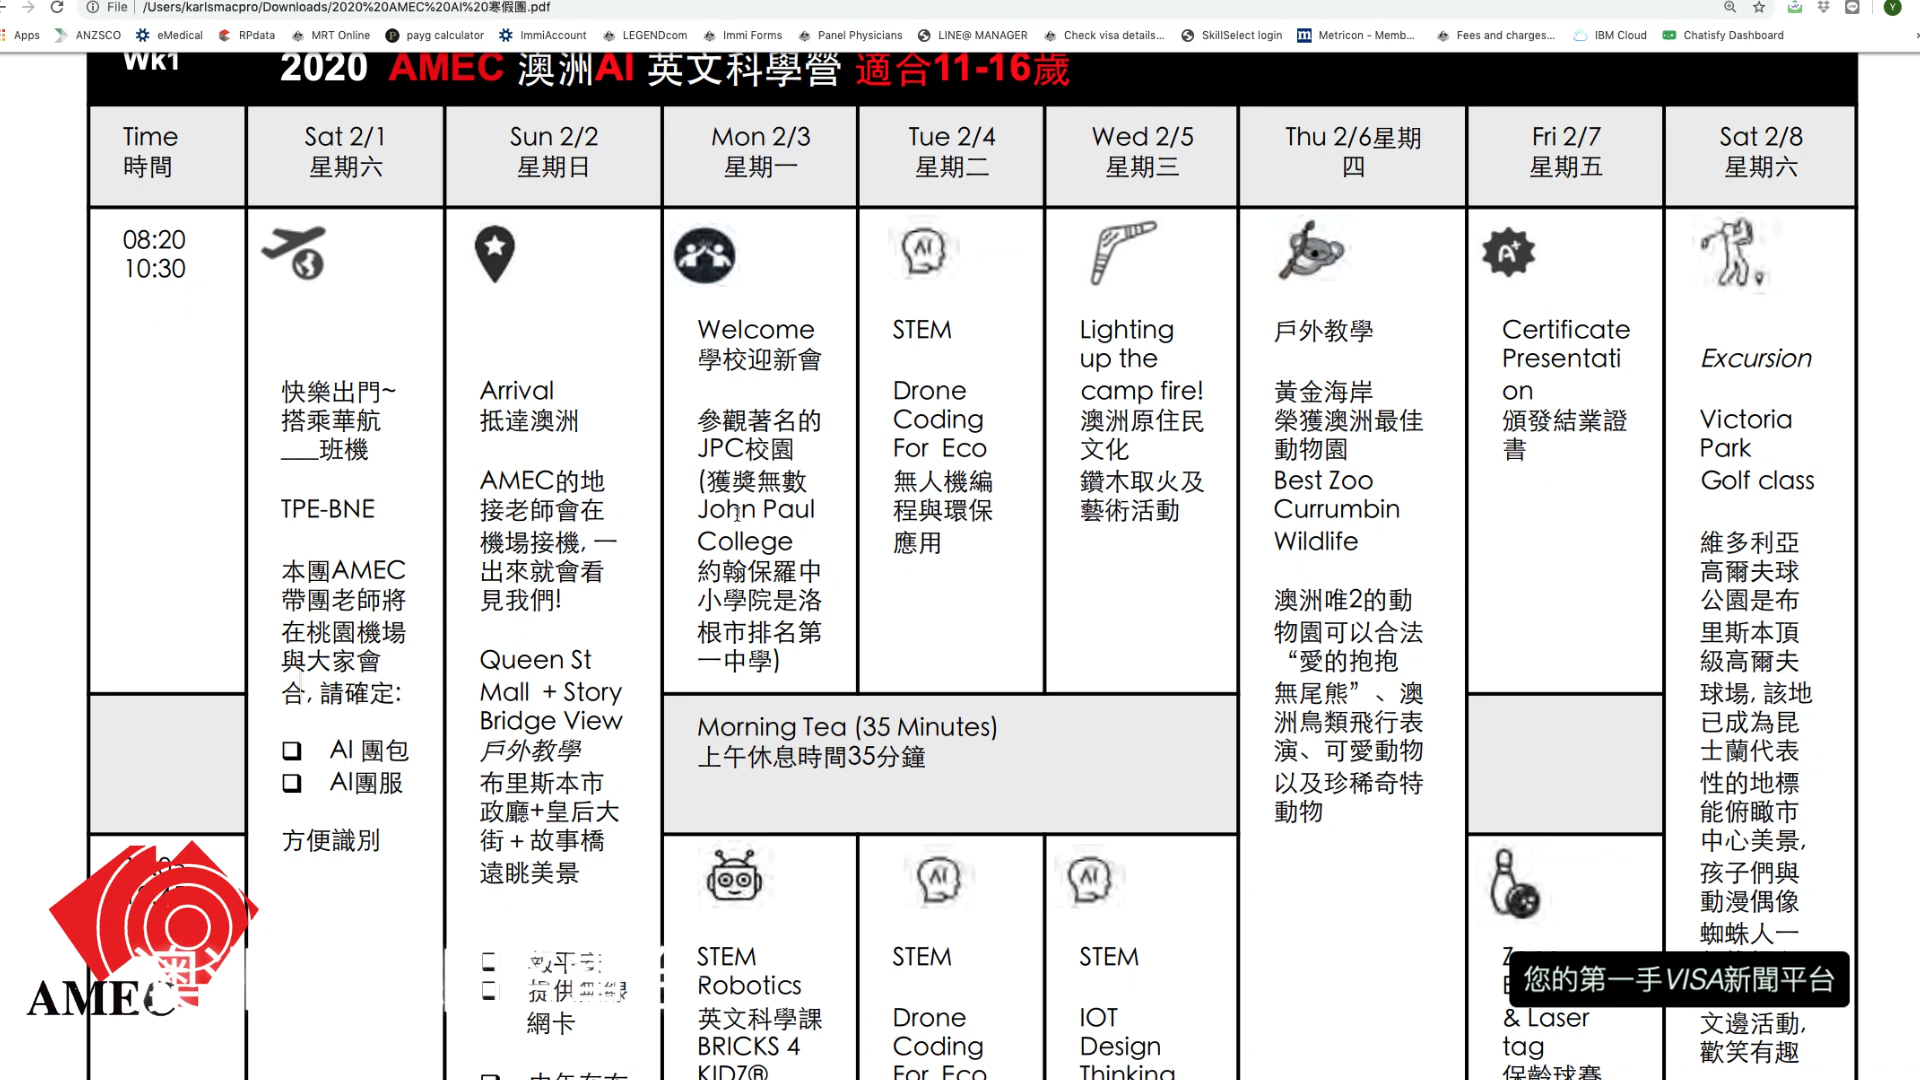 File
/Users/karlsmacpro/Downloads/2020%20AMEC%20AI%20寒假團.pdf
Apps
ANZSCO
eMedical
RPdata
MRT Online
payg calculator
ImmiAccount
LEGENDcom
Immi Forms
Panel Physicians
LINE@ MANAGER
Check visa details...
SkillSelect login
Metricon - Memb...
Fees and charges...
IBM Cloud
Chatisfy Dashboard
Wk1
2020 AMEC 澳洲AI 英文科學營 適合11-16歲
Time
時間
Sat 2/1
星期六
Sun 2/2
星期日
Mon 2/3
星期一
Tue 2/4
星期二
Wed 2/5
星期三
Thu 2/6星期
四
Fri 2/7
星期五
Sat 2/8
星期六
08:20
10:30
快樂出門~
搭乘華航
___班機
TPE-BNE
本團AMEC
帶團老師將
在桃園機場
與大家會
合, 請確定:
AI 團包
AI團服
方便識別
Arrival
抵達澳洲
AMEC的地
接老師會在
機場接機, 一
出來就會看
見我們!
Queen St
Mall + Story
Bridge View
戶外教學
布里斯本市
政廳+皇后大
街＋故事橋
遠眺美景
網卡
Welcome
學校迎新會
參觀著名的
JPC校園
(獲獎無數
John Paul
College
約翰保羅中
小學院是洛
根市排名第
一中學)
STEM
Drone
Coding
For Eco
無人機編
程與環保
應用
Lighting
up the
camp fire!
澳洲原住民
文化
鑽木取火及
藝術活動
戶外教學
黃金海岸
榮獲澳洲最佳
動物園
Best Zoo
Currumbin
Wildlife
澳洲唯2的動
物園可以合法
“愛的抱抱
無尾熊”、澳
洲鳥類飛行表
演、可愛動物
以及珍稀奇特
動物
A+
Certificate
Presentati
on
頒發結業證
書
Excursion
Victoria
Park
Golf class
維多利亞
高爾夫球
公園是布
里斯本頂
級高爾夫
球場, 該地
已成為昆
士蘭代表
性的地標
能俯瞰市
中心美景,
孩子們與
動漫偶像
蜘蛛人一
文邊活動,
歡笑有趣
Morning Tea (35 Minutes)
上午休息時間35分鐘
AI
AI
AI
STEM
Robotics
英文科學課
BRICKS 4
KIDZ®
STEM
Drone
Coding
For Eco
STEM
IOT
Design
Thinking
& Laser
tag
保齡球賽
AMEC
您的第一手VISA新聞平台